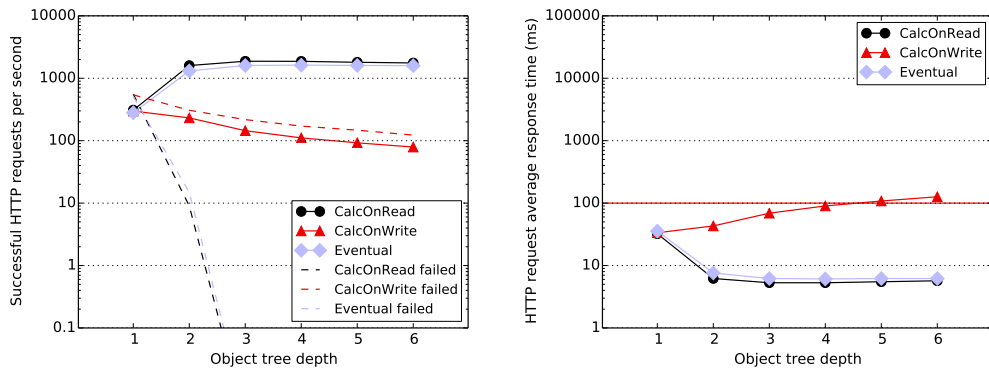 Successful HTTP requests per second
100000
1000
100
10
1
0.1
1 2 3 4 5 6
Object tree depth
CalcOnRead
CalcOnWrite
Eventual
CalcOnRead failed
CalcOnWrite failed
Eventual failed
HTTP request average response time (ms)
100000
10000
1000
100
10
1
1 2 3 4 5 6
Object tree depth
CalcOnRead
CalcOnWrite
Eventual